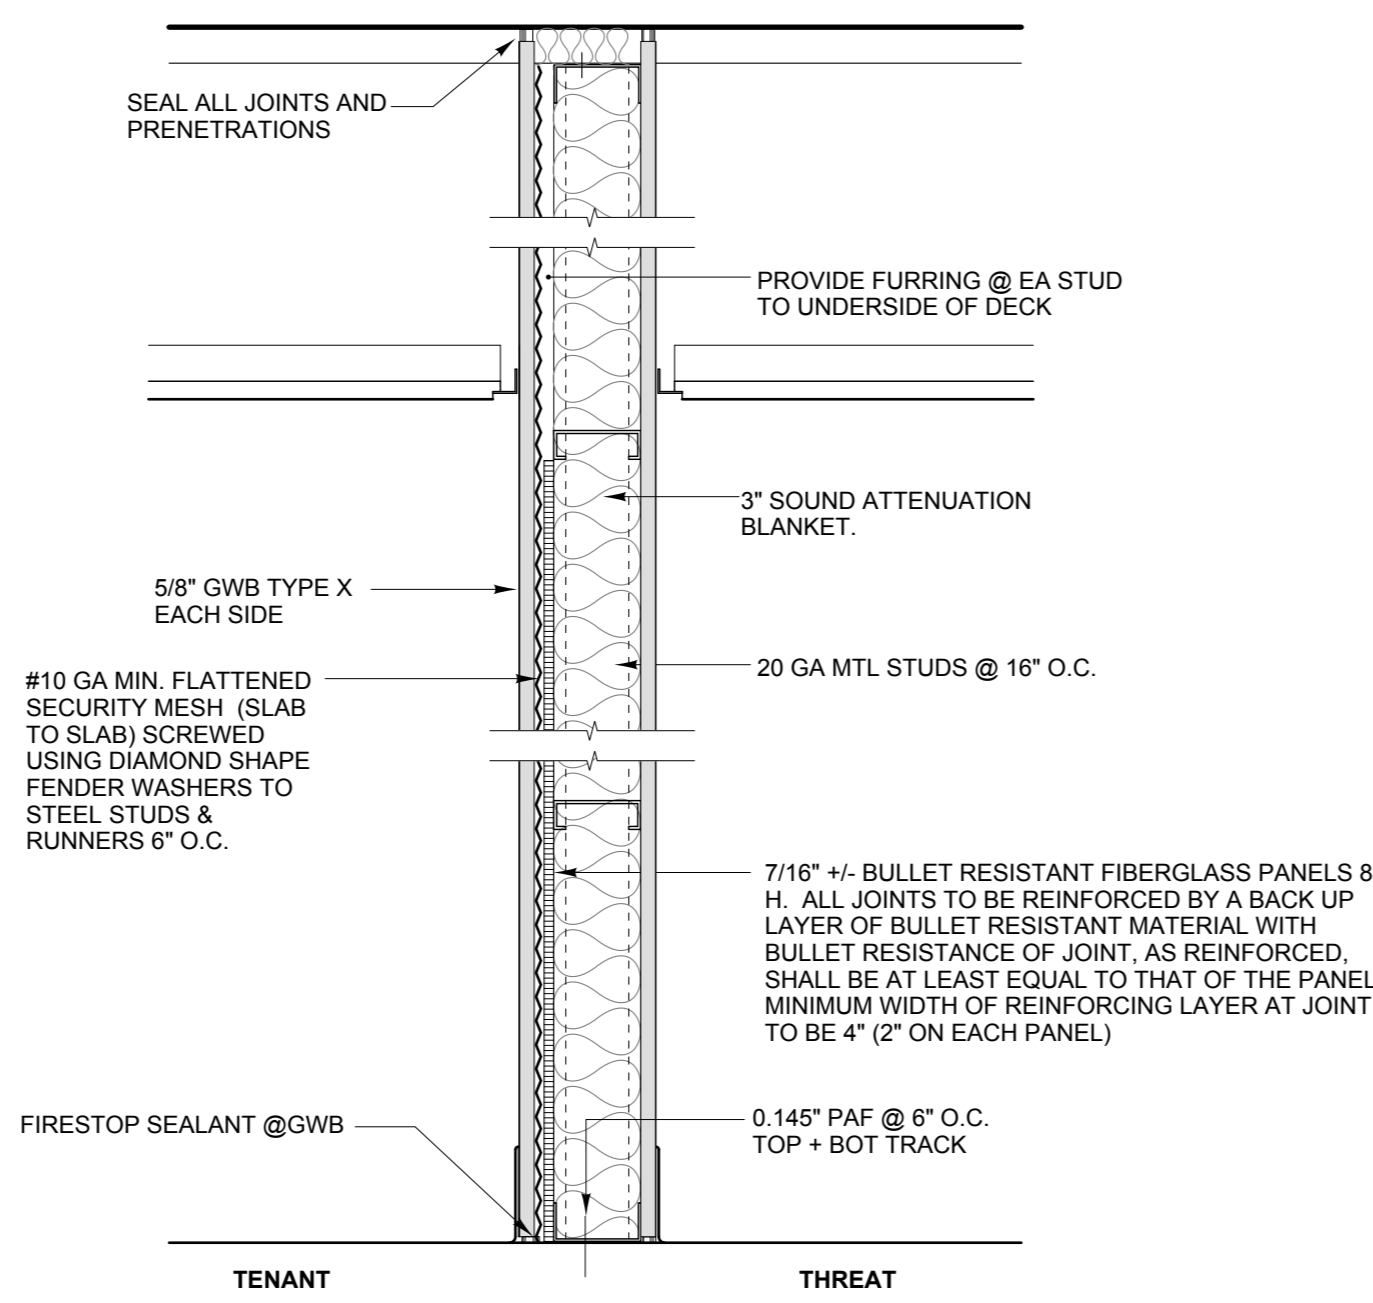 SEAL ALL JOINTS AND
PRENETRATIONS
PROVIDE FURRING @ EA STUD
TO UNDERSIDE OF DECK
3" SOUND ATTENUATION
BLANKET.
5/8" GWB TYPE X
EACH SIDE
20 GA MTL STUDS @ 16" O.C.
#10 GA MIN. FLATTENED
SECURITY MESH (SLAB
TO SLAB) SCREWED
USING DIAMOND SHAPE
FENDER WASHERS TO
STEEL STUDS &
RUNNERS 6" O.C.
7/16" +/- BULLET RESISTANT FIBERGLASS PANELS 8
H. ALL JOINTS TO BE REINFORCED BY A BACK UP
LAYER OF BULLET RESISTANT MATERIAL WITH
BULLET RESISTANCE OF JOINT, AS REINFORCED,
SHALL BE AT LEAST EQUAL TO THAT OF THE PANEL
MINIMUM WIDTH OF REINFORCING LAYER AT JOINT
TO BE 4" (2" ON EACH PANEL)
FIRESTOP SEALANT @GWB
0.145" PAF @ 6" O.C.
TOP + BOT TRACK
TENANT
THREAT